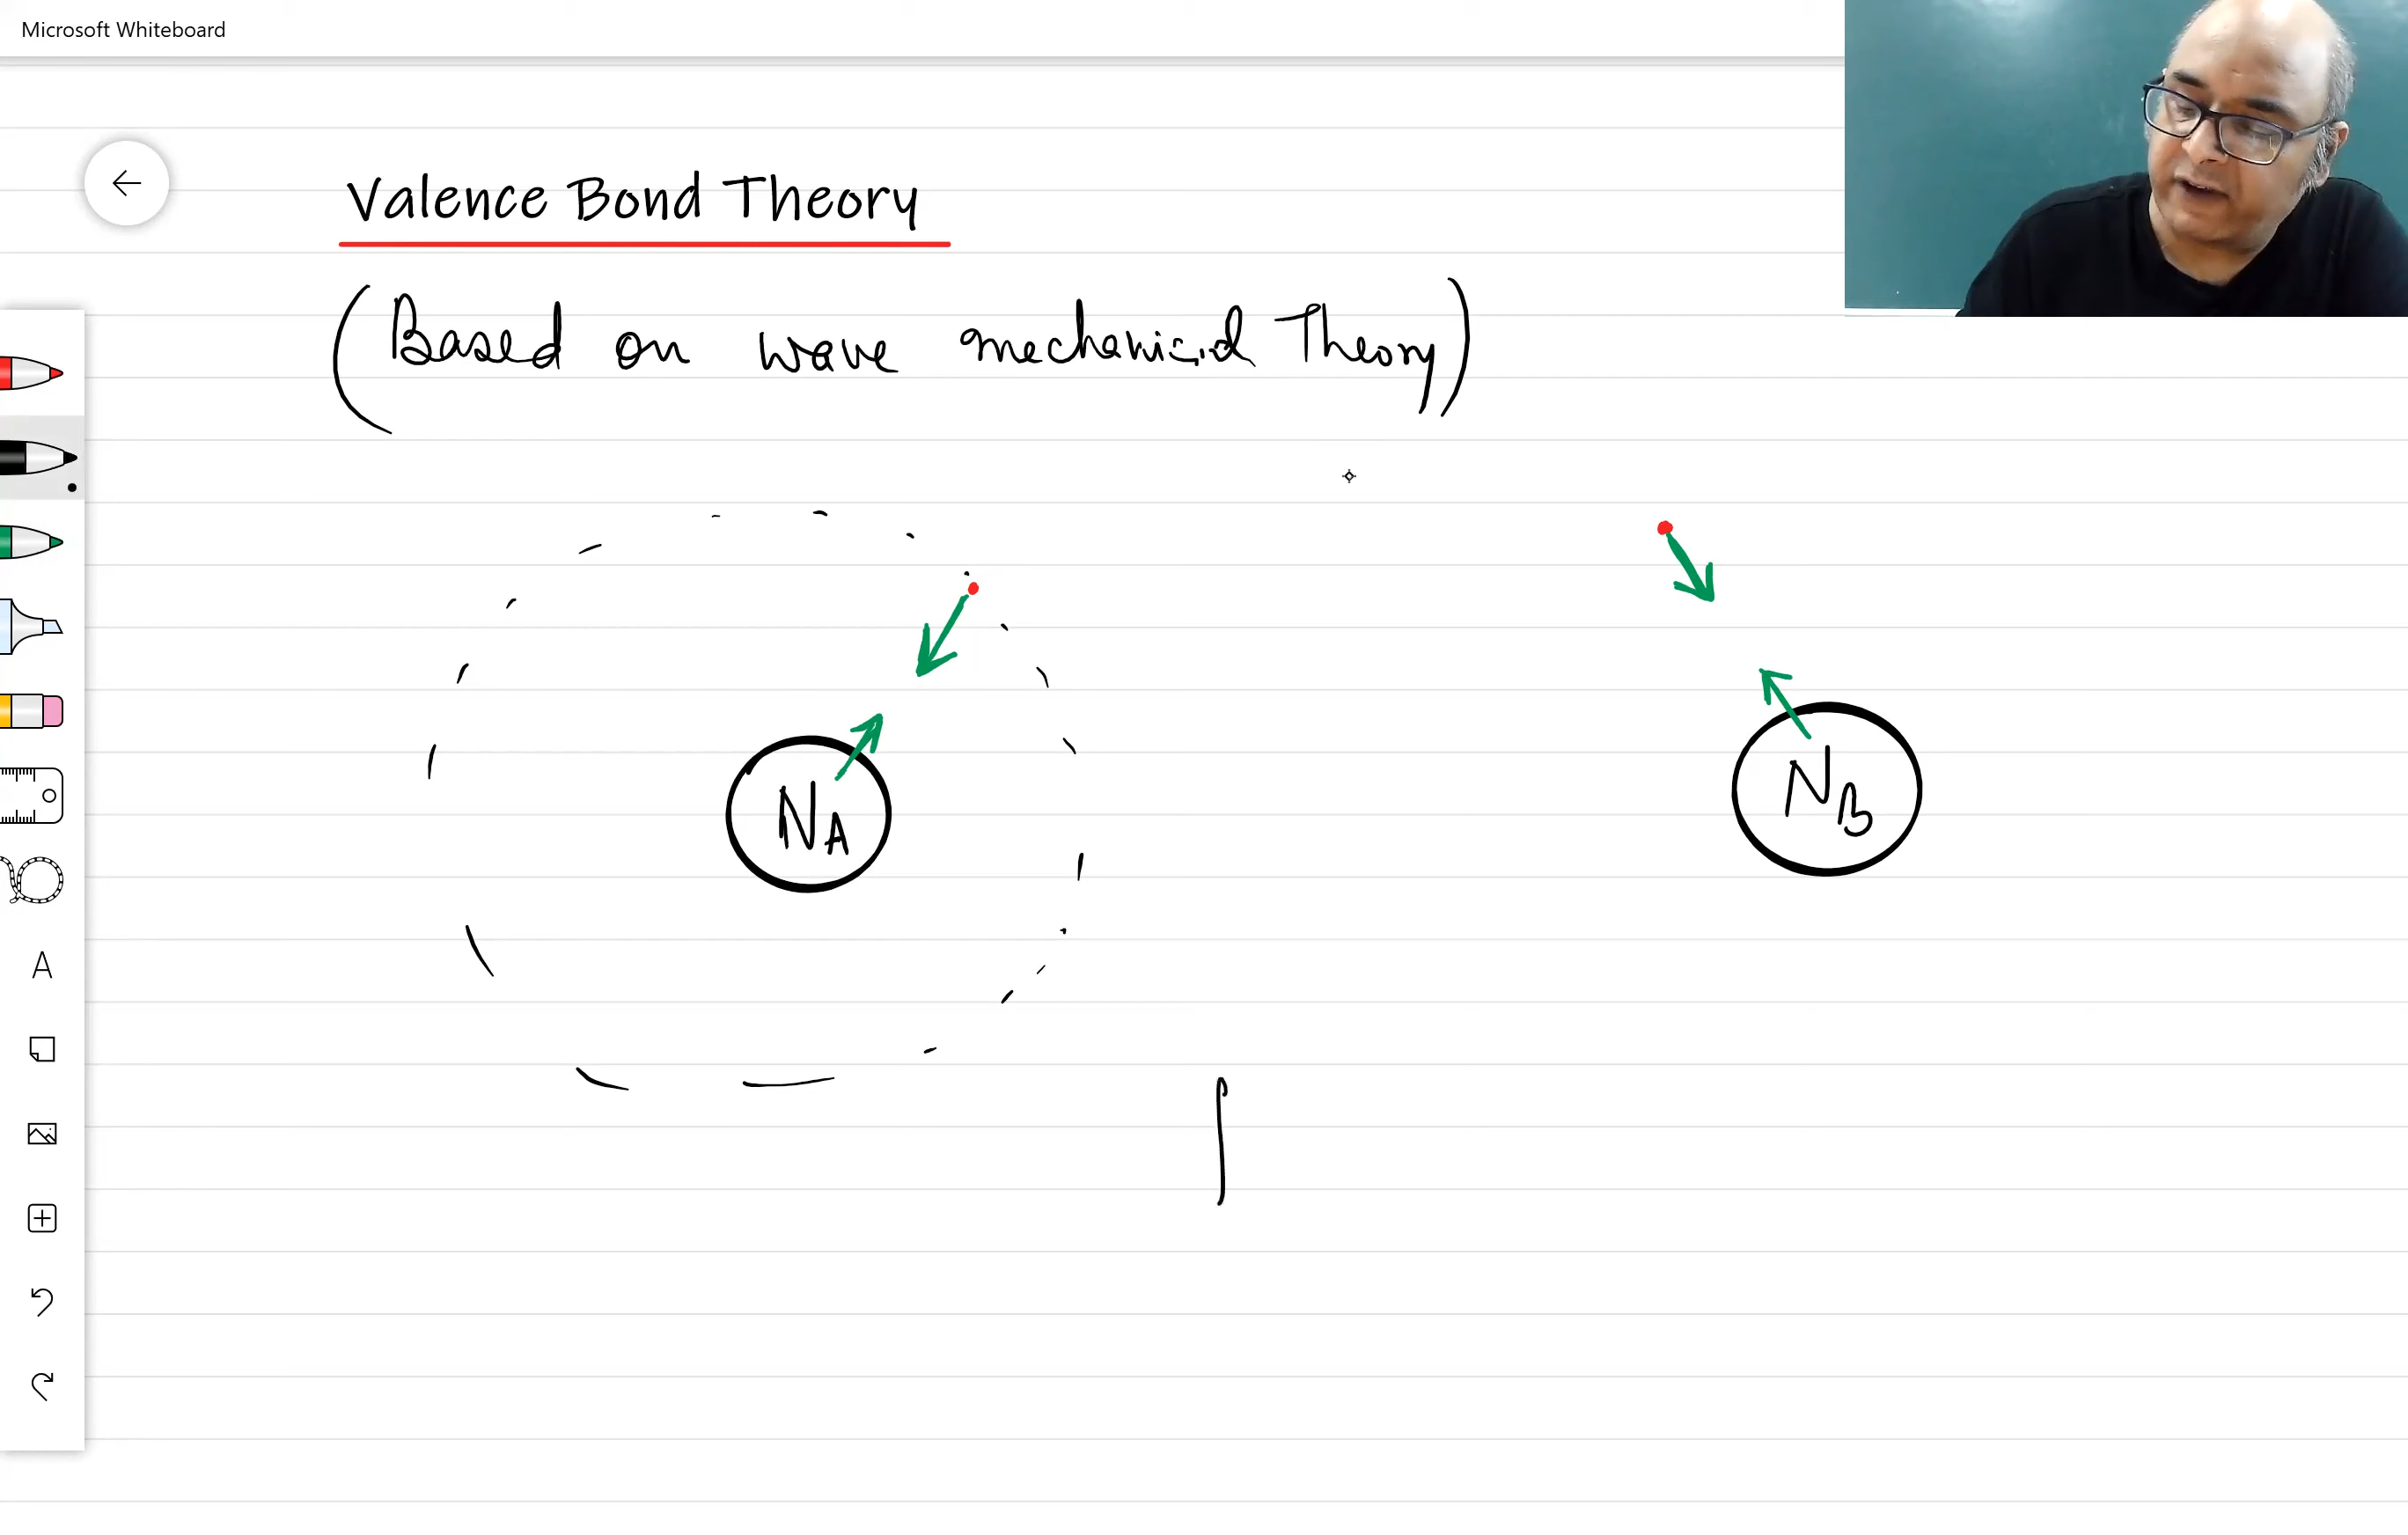 Microsoft Whiteboard
Valence Bond Theory
(Based on wave mechanical Theory)
NA
NB
A